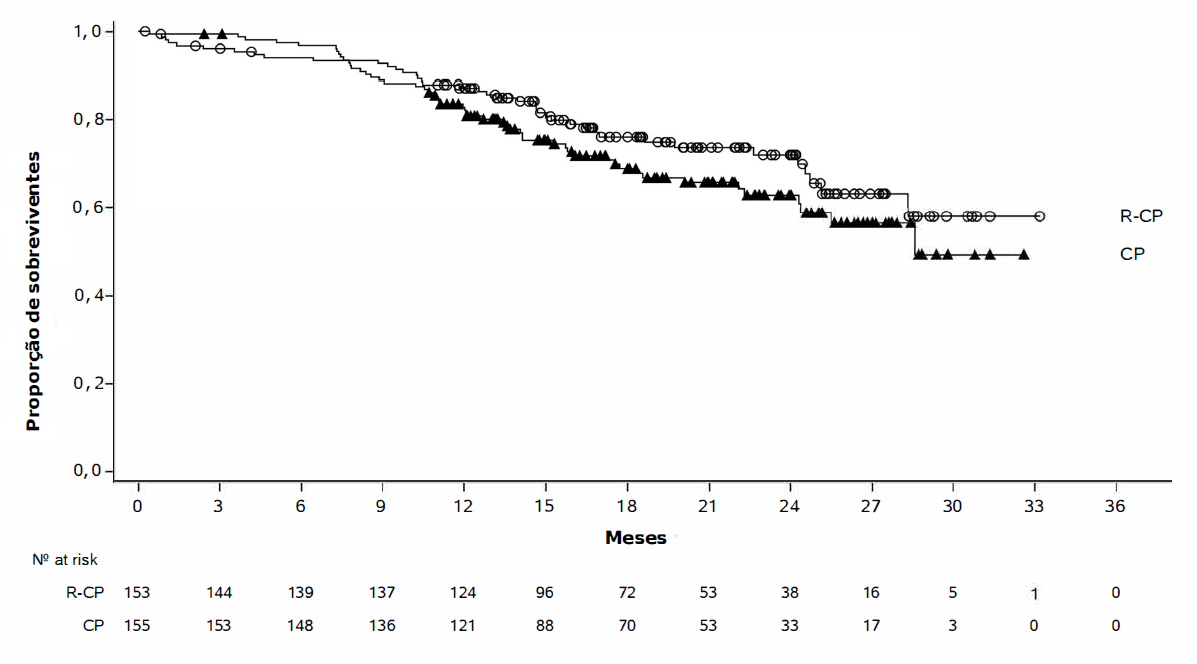 1,0
0,8
0,6
0,4
0,2
0,0
Proporção de sobreviventes
R-CP
CP
0 3 6 9 12 15 18 21 24 27 30 33 36
Meses
Nº at risk
R-CP 153 144 139 137 124 96 72 53 38 16 5 1 0
CP 155 153 148 136 121 88 70 53 33 17 3 0 0